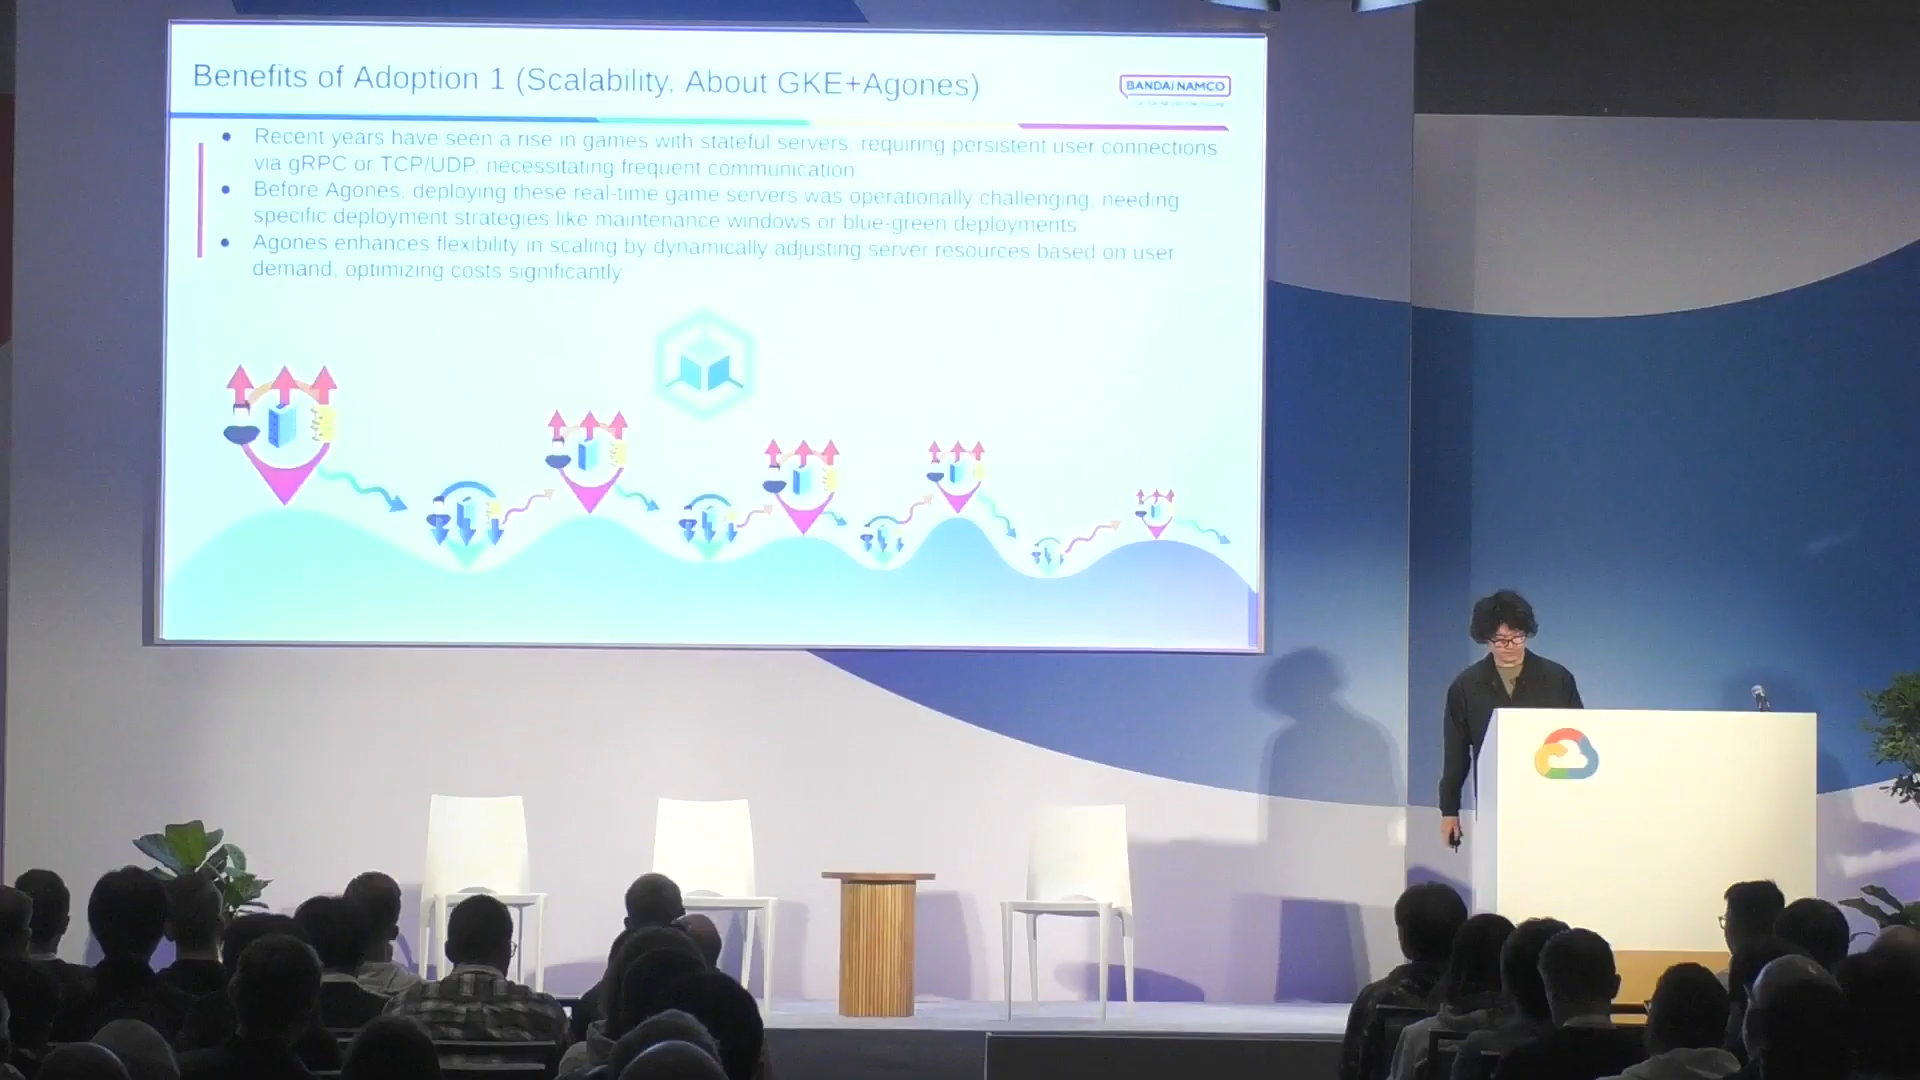 Benefits of Adoption 1 (Scalability, About GKE+Agones)
BANDAI NAMCO
• Recent years have seen a rise in games with stateful servers, requiring persistent user connections
via gRPC or TCP/UDP, necessitating frequent communication
• Before Agones, deploying these real-time game servers was operationally challenging, needing
specific deployment strategies like maintenance windows or blue-green deployments
• Agones enhances flexibility in scaling by dynamically adjusting server resources based on user
demand, optimizing costs significantly